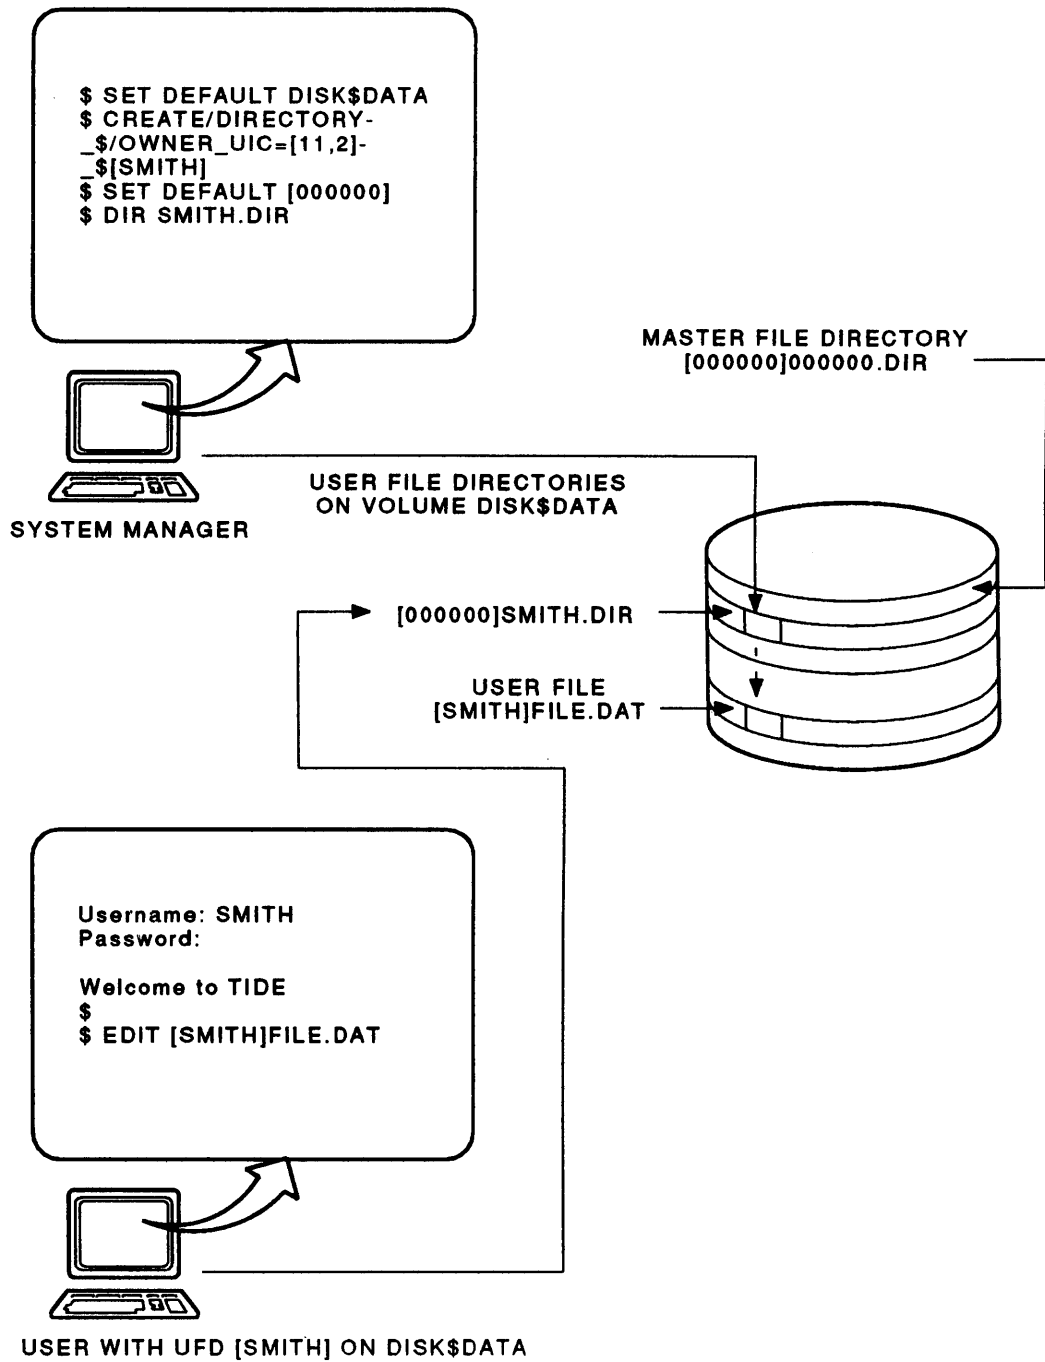 $ SET DEFAULT DISK$DATA
$ CREATE/DIRECTORY-
_$/OWNER_UIC=[11,2]-
_$[SMITH]
$ SET DEFAULT [000000]
$ DIR SMITH.DIR
MASTER FILE DIRECTORY
[000000]000000.DIR
USER FILE DIRECTORIES
ON VOLUME DISK$DATA
SYSTEM MANAGER
[000000]SMITH.DIR
USER FILE
[SMITH]FILE.DAT
Username: SMITH
Password:
Welcome to TIDE
$
$ EDIT [SMITH]FILE.DAT
USER WITH UFD [SMITH] ON DISK$DATA